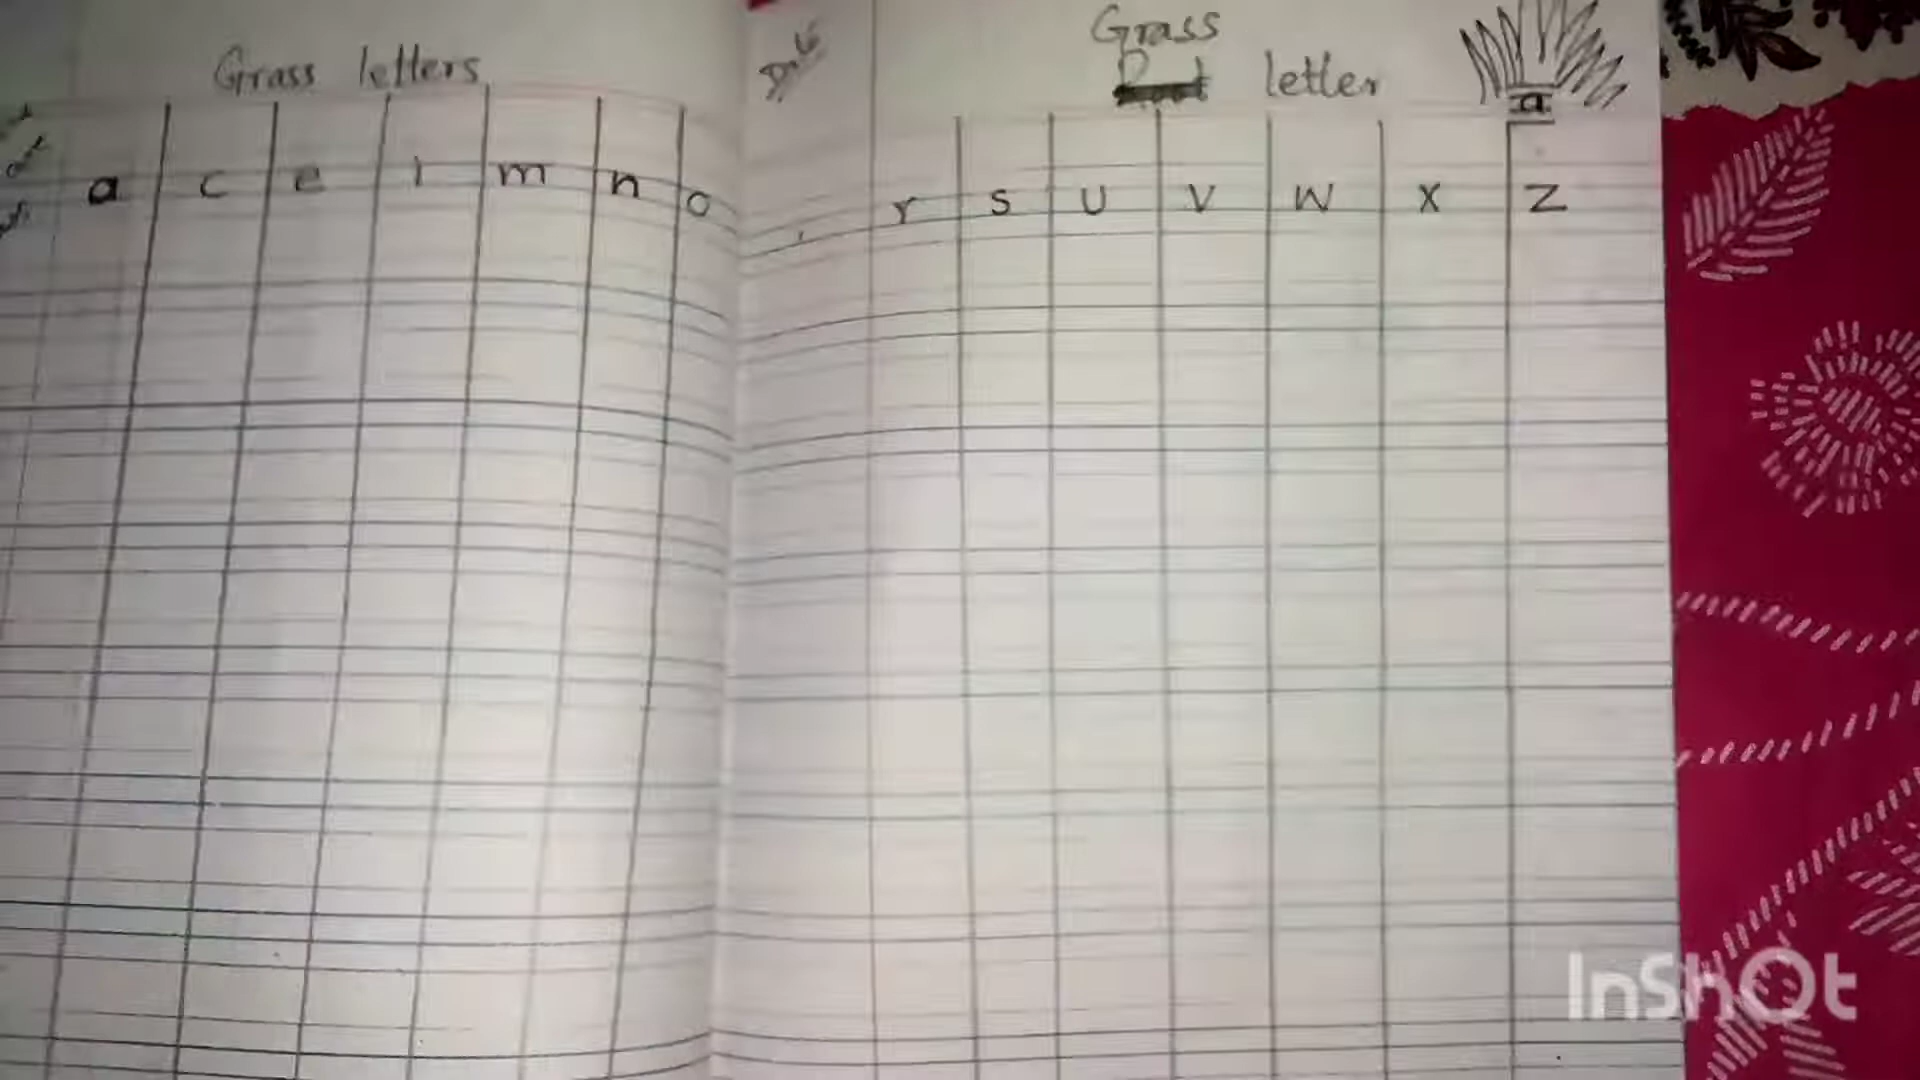 Grass letters
a c e i m n o
Grass
letter
a
r s u v w x z
InShOt